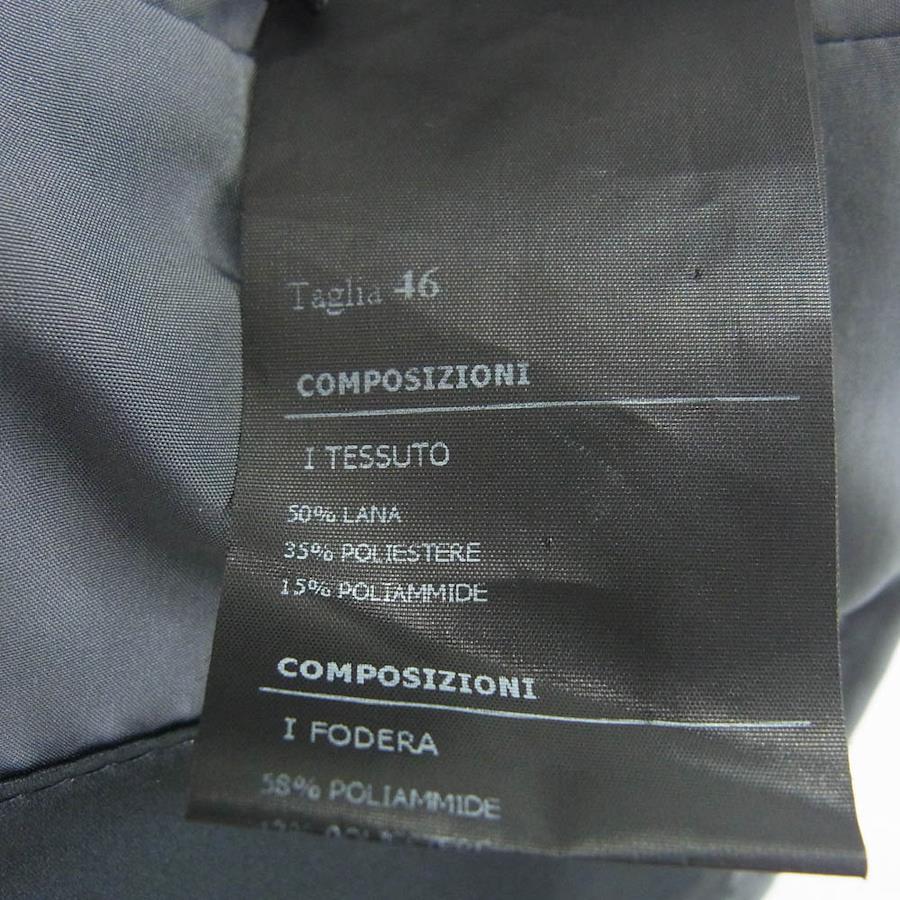 Taglia 46
COMPOSIZIONI
I TESSUTO
50% LANA
35% POLIESTERE
15% POLIAMMIDE
COMPOSIZIONI
I FODERA
58% POLIAMMIDE